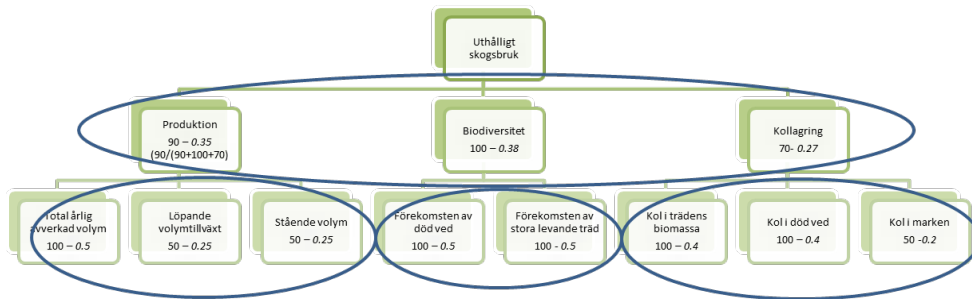 Uthålligt
skogsbruk
Produktion
90 – 0.35
(90/(90+100+70)
Biodiversitet
100 – 0.38
Kollagring
70- 0.27
Total årlig
avverkad volym
100 – 0.5
Löpande
volymtillväxt
50 – 0.25
Stående volym
50 – 0.25
Förekomsten av
död ved
100 – 0.5
Förekomsten av
stora levande träd
100 - 0.5
Kol i trädens
biomassa
100 – 0.4
Kol i död ved
100 – 0.4
Kol i marken
50 -0.2